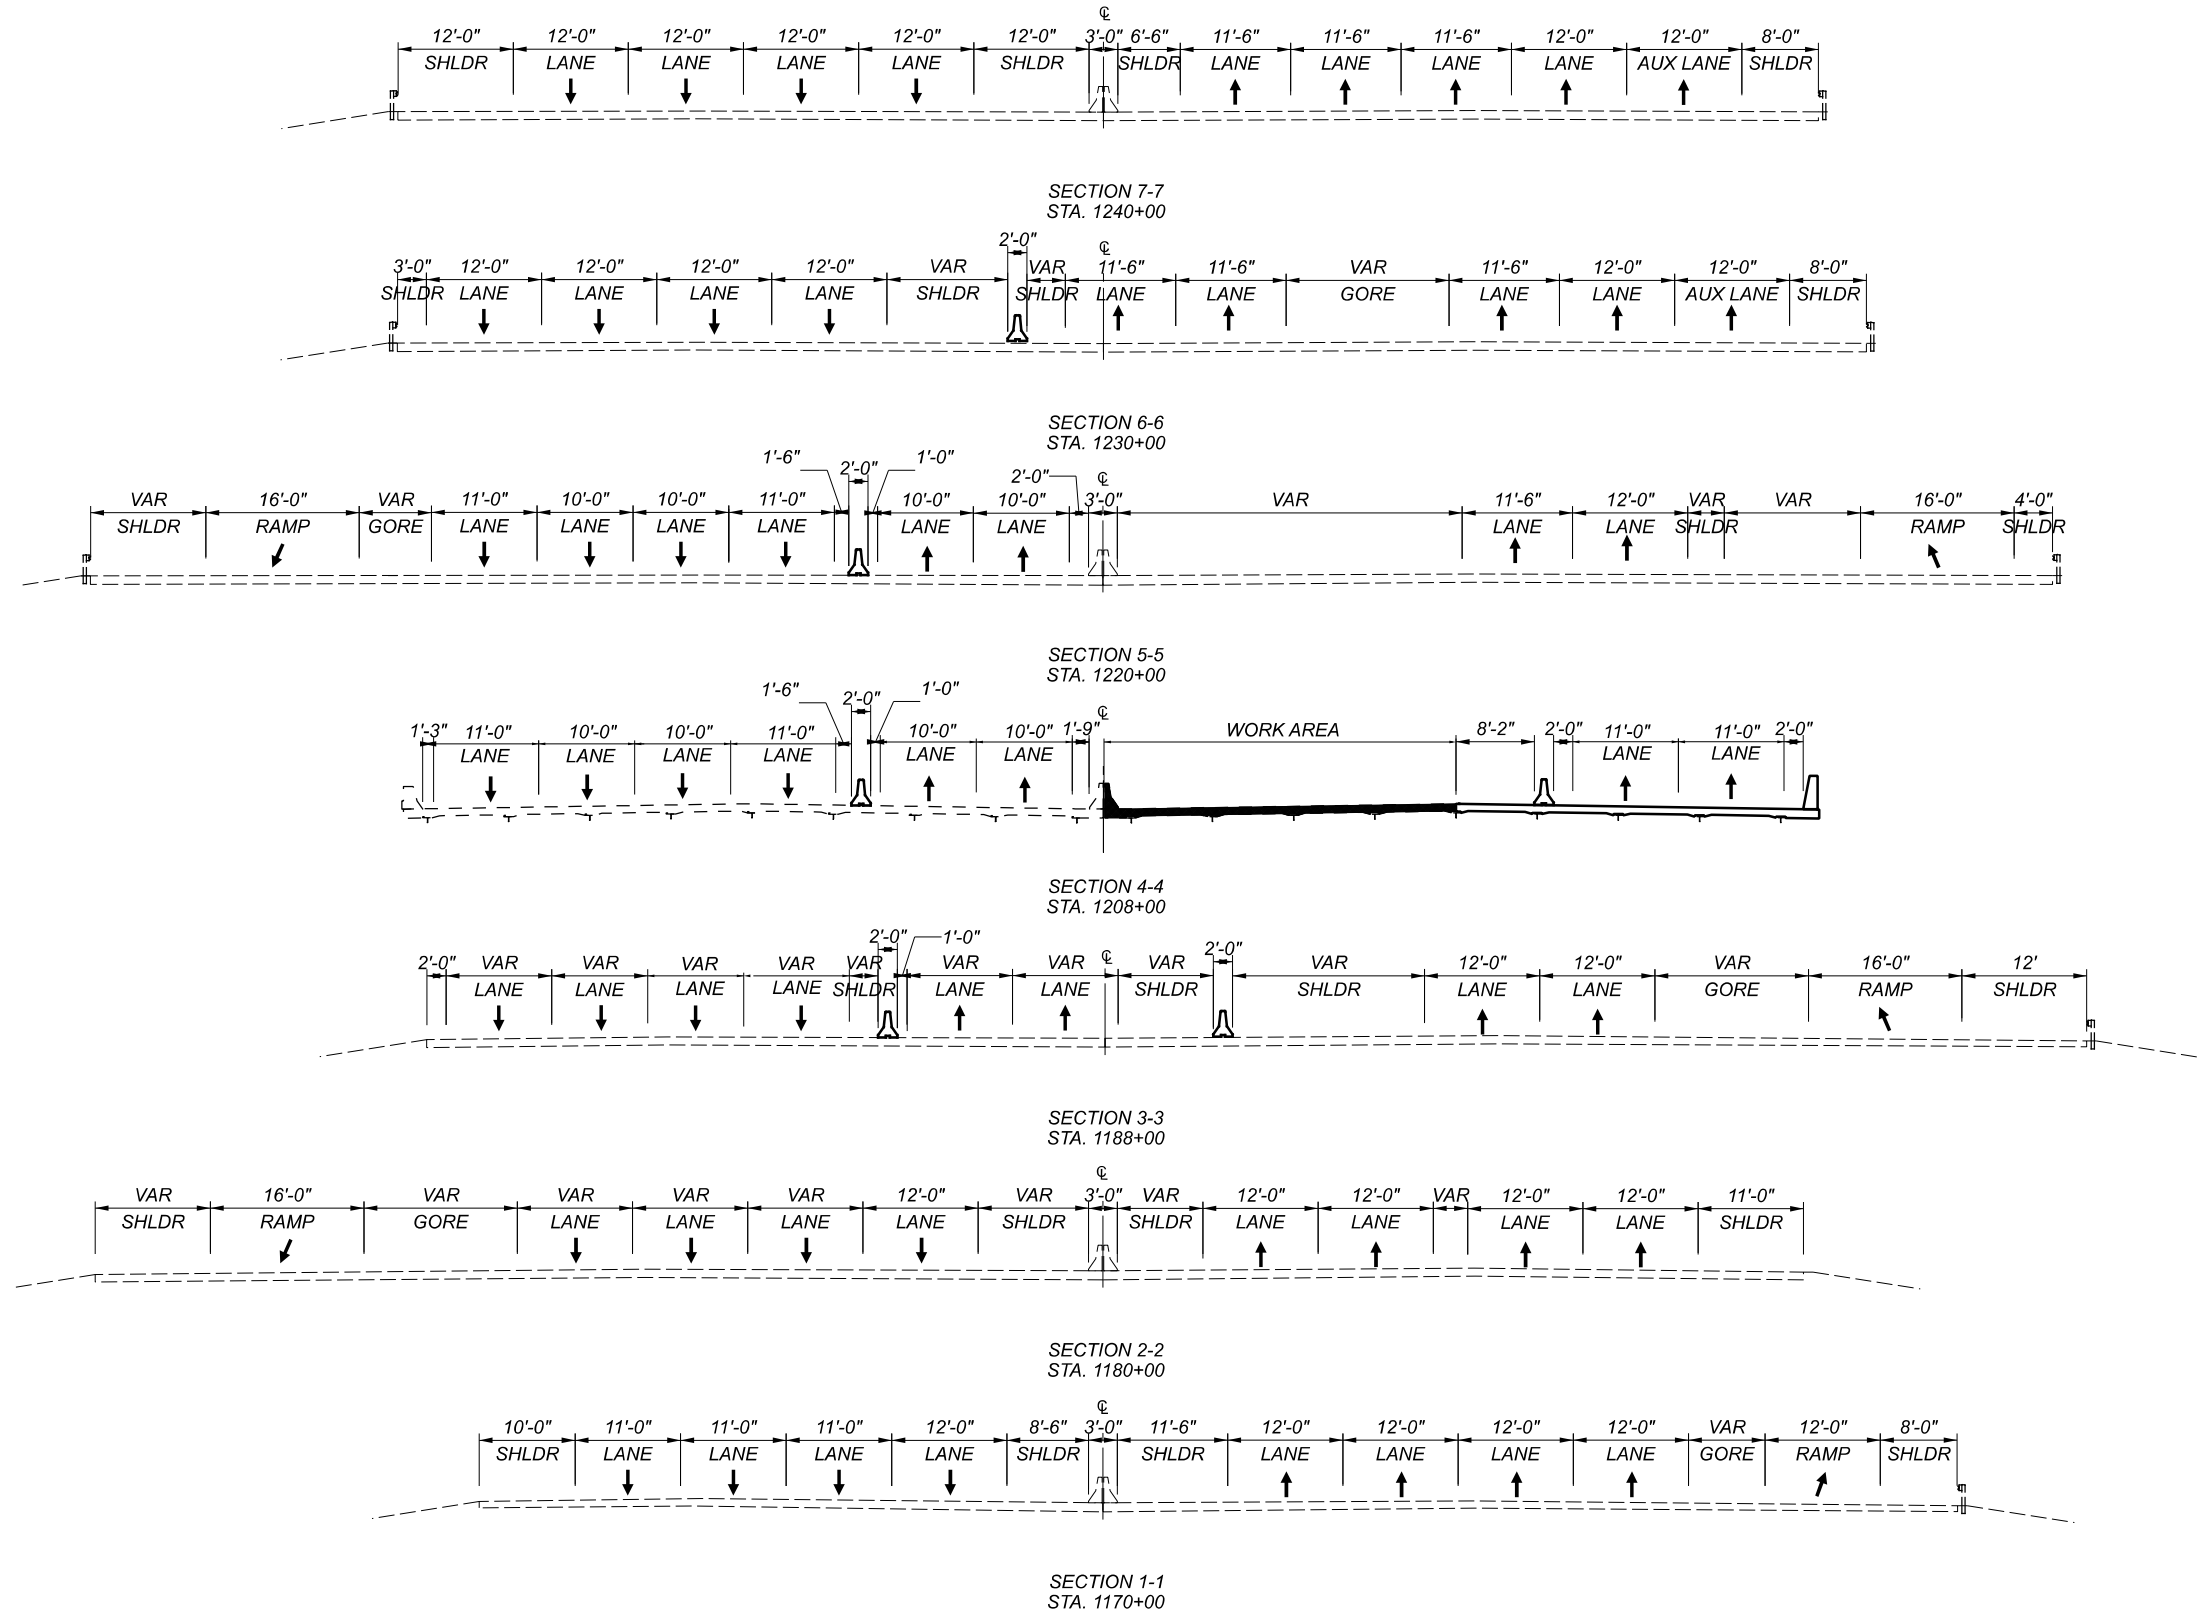 ℄
12'-0" 12'-0" 12'-0" 12'-0" 12'-0" 12'-0" 3'-0" 6'-6" 11'-6" 11'-6" 11'-6" 12'-0" 12'-0" 8'-0"
SHLDR LANE LANE LANE LANE SHLDR SHLDR LANE LANE LANE LANE AUX LANE SHLDR
SECTION 7-7
STA. 1240+00
2'-0" ℄
3'-0" 12'-0" 12'-0" 12'-0" 12'-0" VAR VAR 11'-6" 11'-6" VAR 11'-6" 12'-0" 12'-0" 8'-0"
SHLDR LANE LANE LANE LANE SHLDR SHLDR LANE LANE GORE LANE LANE AUX LANE SHLDR
SECTION 6-6
STA. 1230+00
1'-6" 2'-0" 1'-0" 2'-0" ℄
VAR 16'-0" VAR 11'-0" 10'-0" 10'-0" 11'-0" 10'-0" 10'-0" 3'-0" VAR 11'-6" 12'-0" VAR VAR 16'-0" 4'-0"
SHLDR RAMP GORE LANE LANE LANE LANE LANE LANE LANE LANE SHLDR RAMP SHLDR
SECTION 5-5
STA. 1220+00
1'-6" 2'-0" 1'-0" ℄
1'-3" 11'-0" 10'-0" 10'-0" 11'-0" 10'-0" 10'-0" 1'-9" WORK AREA 8'-2" 2'-0" 11'-0" 11'-0" 2'-0"
LANE LANE LANE LANE LANE LANE LANE LANE
SECTION 4-4
STA. 1208+00
2'-0" 1'-0" ℄ 2'-0"
2'-0" VAR VAR VAR VAR VAR VAR VAR VAR VAR 12'-0" 12'-0" VAR 16'-0" 12'
LANE LANE LANE LANE SHLDR LANE LANE SHLDR SHLDR LANE LANE GORE RAMP SHLDR
SECTION 3-3
STA. 1188+00
℄
VAR 16'-0" VAR VAR VAR VAR 12'-0" VAR 3'-0" VAR 12'-0" 12'-0" VAR 12'-0" 12'-0" 11'-0"
SHLDR RAMP GORE LANE LANE LANE LANE SHLDR SHLDR LANE LANE LANE LANE SHLDR
SECTION 2-2
STA. 1180+00
℄
10'-0" 11'-0" 11'-0" 11'-0" 12'-0" 8'-6" 3'-0" 11'-6" 12'-0" 12'-0" 12'-0" 12'-0" VAR 12'-0" 8'-0"
SHLDR LANE LANE LANE LANE SHLDR SHLDR LANE LANE LANE LANE GORE RAMP SHLDR
SECTION 1-1
STA. 1170+00